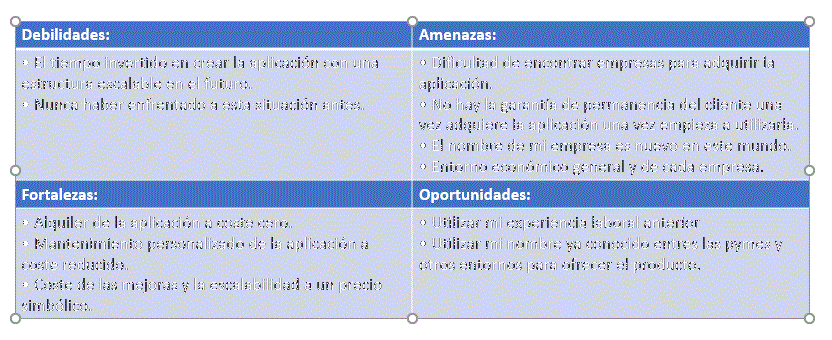 Debilidades:
• El tiempo invertido en crear la aplicación con una
estructura escalable en el futuro.
• Nunca haber enfrentado a esta situación antes.
Amenazas:
• Dificultad de encontrar empresas para adquirir la
aplicación.
• No hay la garantía de permanencia del cliente una
vez adquiere la aplicación una vez empieza a utilizarla.
• El nombre de mi empresa es nuevo en este mundo.
• Entorno económico general y de cada empresa.
Fortalezas:
• Alquiler de la aplicación a coste cero.
• Mantenimiento personalizado de la aplicación a
coste reducido.
• Coste de las mejoras y la escalabilidad a un precio
simbólico.
Oportunidades:
• Utilizar mi experiencia laboral anterior
• Utilizar mi nombre ya conocido entres las pymes y
otros entornos para ofrecer el producto.